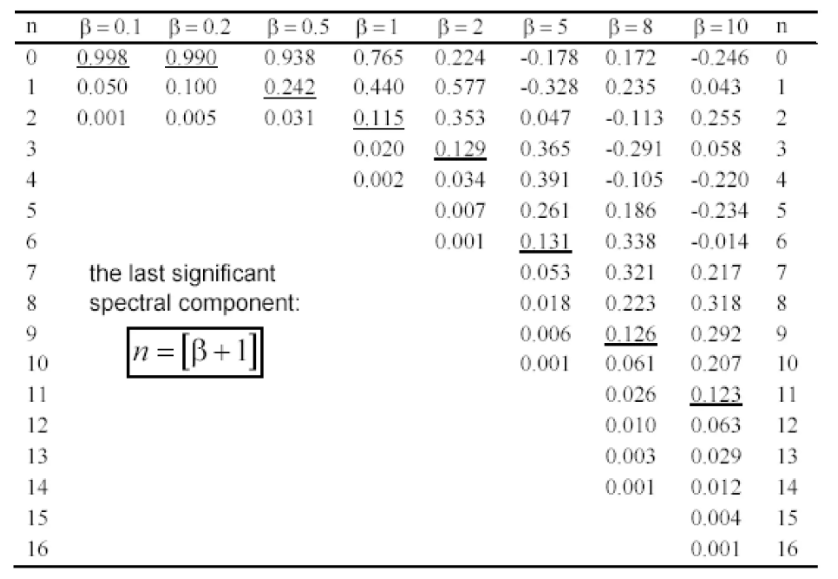 n β = 0.1 β = 0.2 β = 0.5 β = 1 β = 2 β = 5 β = 8 β = 10 n
0 0.998 0.990 0.938 0.765 0.224 -0.178 0.172 -0.246 0
1 0.050 0.100 0.242 0.440 0.577 -0.328 0.235 0.043 1
2 0.001 0.005 0.031 0.115 0.353 0.047 -0.113 0.255 2
3 0.020 0.129 0.365 -0.291 0.058 3
4 0.002 0.034 0.391 -0.105 -0.220 4
5 0.007 0.261 0.186 -0.234 5
6 0.001 0.131 0.338 -0.014 6
7 the last significant 0.053 0.321 0.217 7
8 spectral component: 0.018 0.223 0.318 8
9 0.006 0.126 0.292 9
n = [β + 1]
10 0.001 0.061 0.207 10
11 0.026 0.123 11
12 0.010 0.063 12
13 0.003 0.029 13
14 0.001 0.012 14
15 0.004 15
16 0.001 16